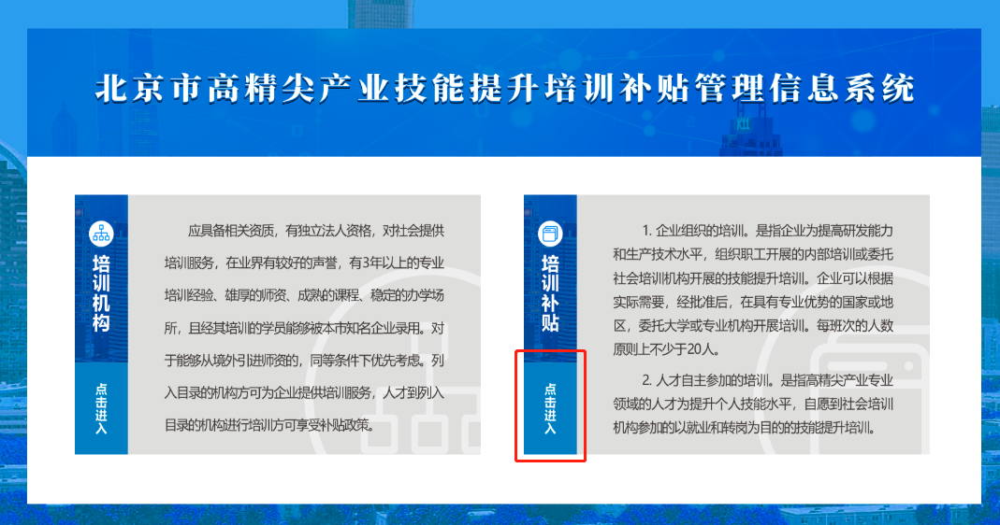 北京市高精尖产业技能提升培训补贴管理信息系统
培训机构
点击进入
应具备相关资质，有独立法人资格，对社会提供
培训服务，在业界有较好的声誉，有3年以上的专业
培训经验、雄厚的师资、成熟的课程、稳定的办学场
所，且经其培训的学员能够被本市知名企业录用。对
于能够从境外引进师资的，同等条件下优先考虑。列
入目录的机构方可为企业提供培训服务，人才到列入
目录的机构进行培训方可享受补贴政策。
培训补贴
点击进入
1. 企业组织的培训。是指企业为提高研发能力
和生产技术水平，组织职工开展的内部培训或委托
社会培训机构开展的技能提升培训。企业可以根据
实际需要，经批准后，在具有专业优势的国家或地
区，委托大学或专业机构开展培训。每班次的人数
原则上不少于20人。
2. 人才自主参加的培训。是指高精尖产业专业
领域的人才为提升个人技能水平，自愿到社会培训
机构参加的以就业和转岗为目的的技能提升培训。